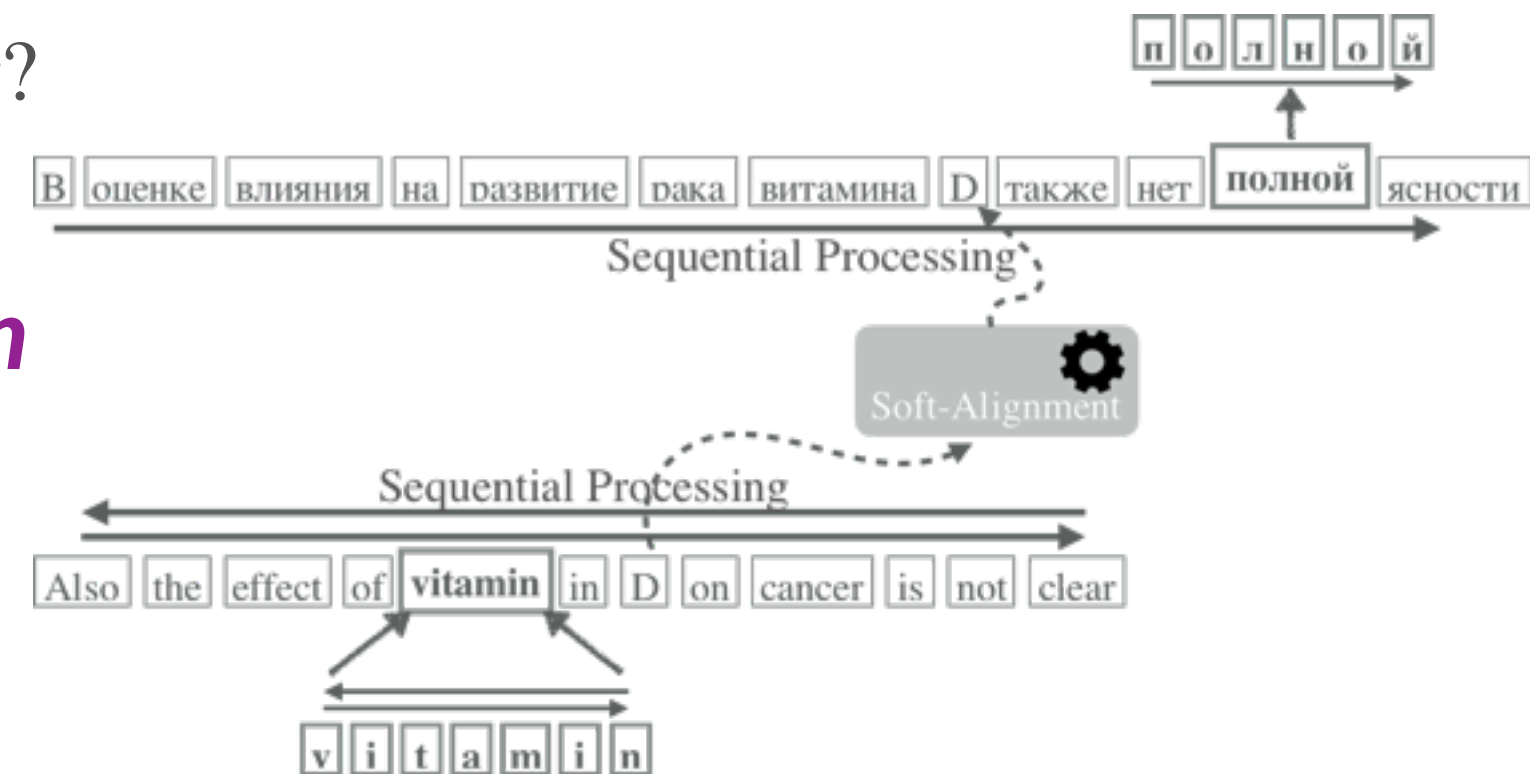 ?
п о л н о й
В оценке влияния на развитие рака витамина D также нет полной ясности
Sequential Processing
n
Soft-Alignment
Sequential Processing
Also the effect of vitamin in D on cancer is not clear
v i t a m i n